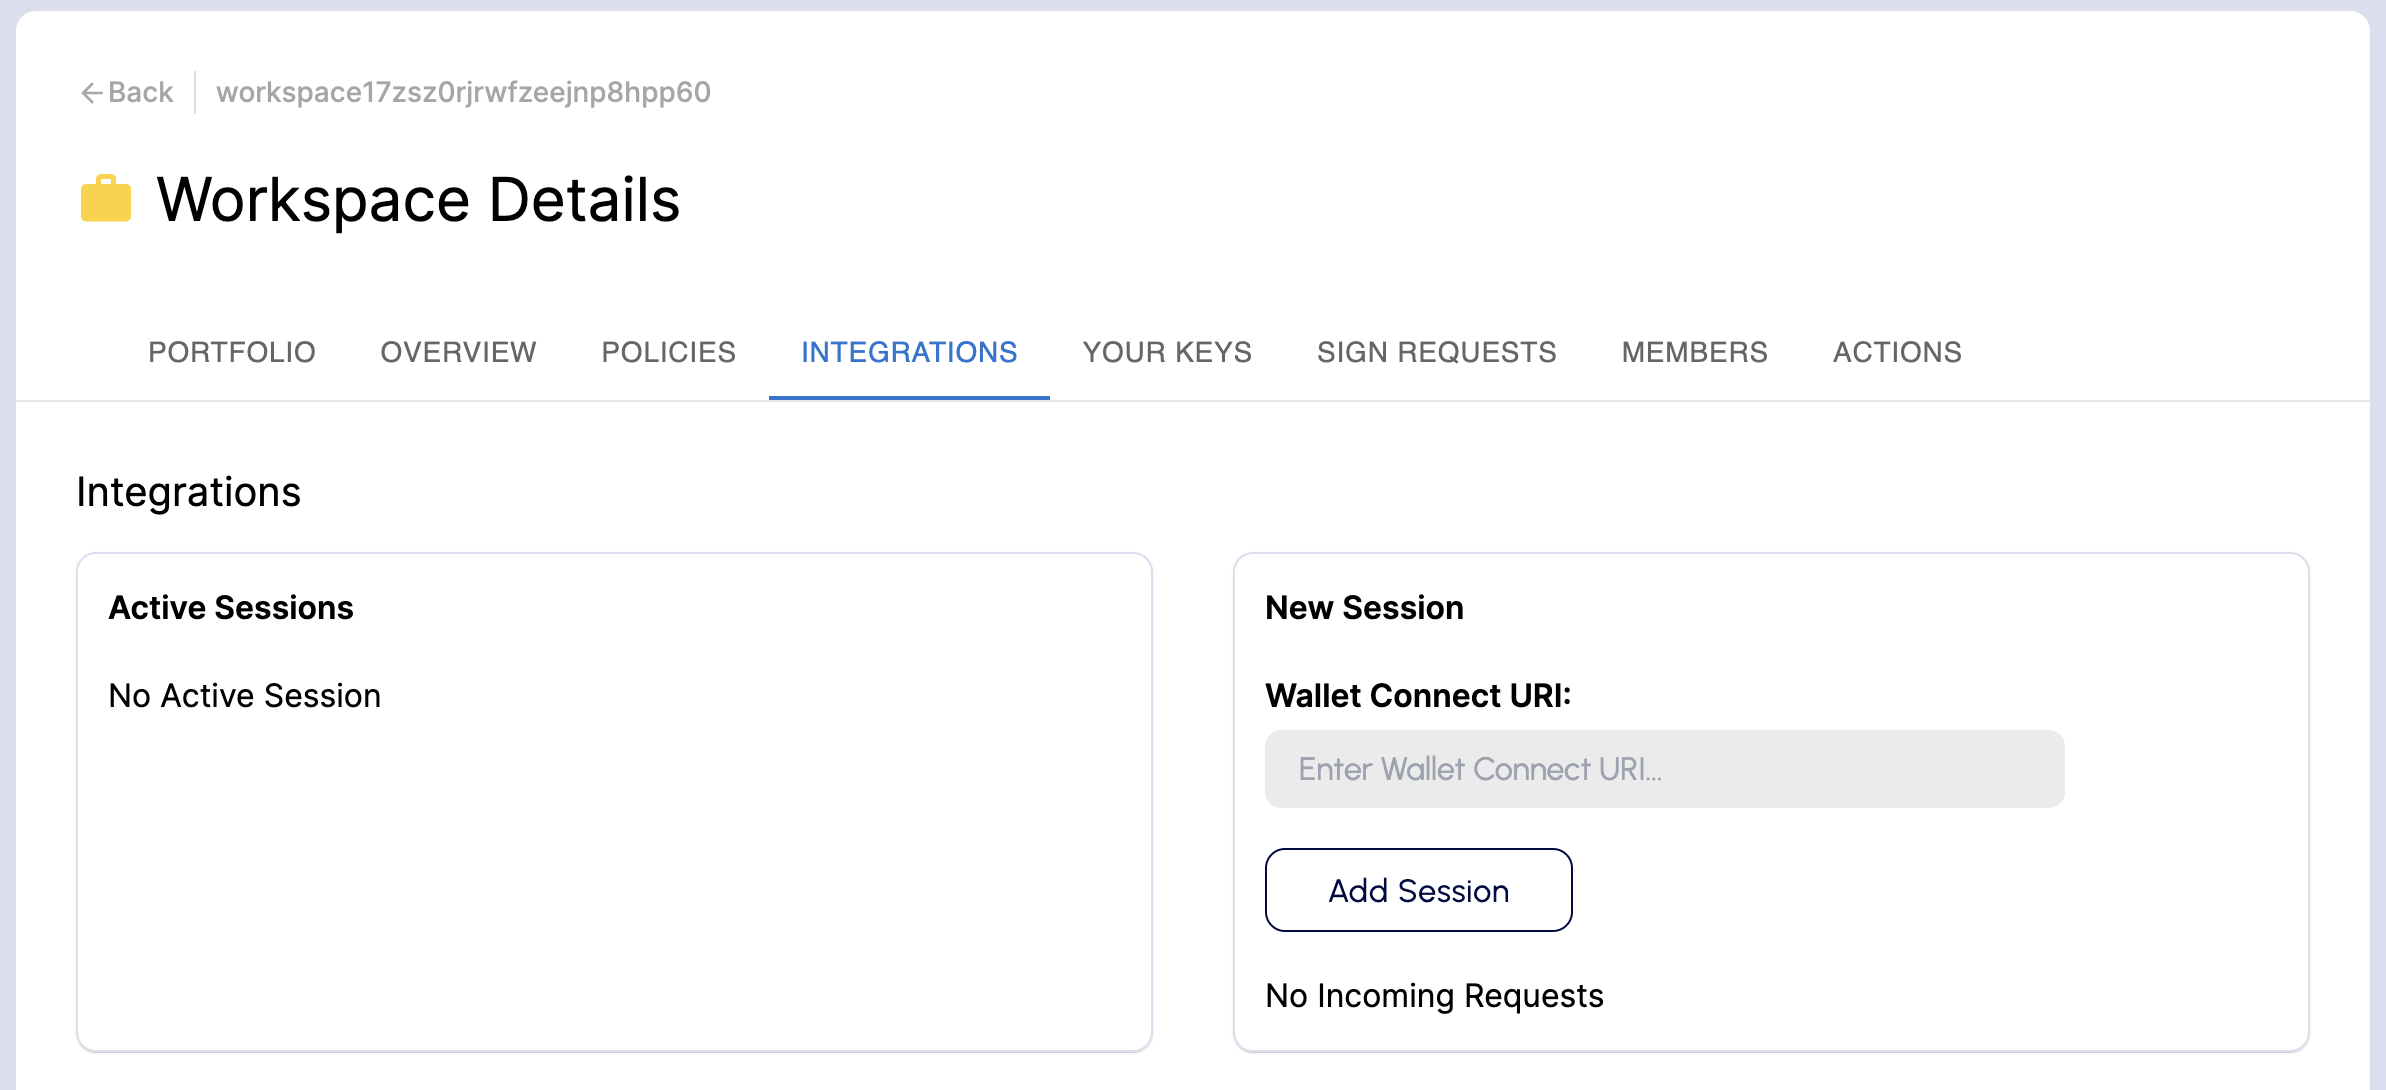 Back
workspace17zsz0rjrwfzeejnp8hpp60
Workspace Details
PORTFOLIO OVERVIEW POLICIES INTEGRATIONS YOUR KEYS SIGN REQUESTS MEMBERS ACTIONS
Integrations
Active Sessions
No Active Session
New Session
Wallet Connect URI:
Enter Wallet Connect URI...
Add Session
No Incoming Requests